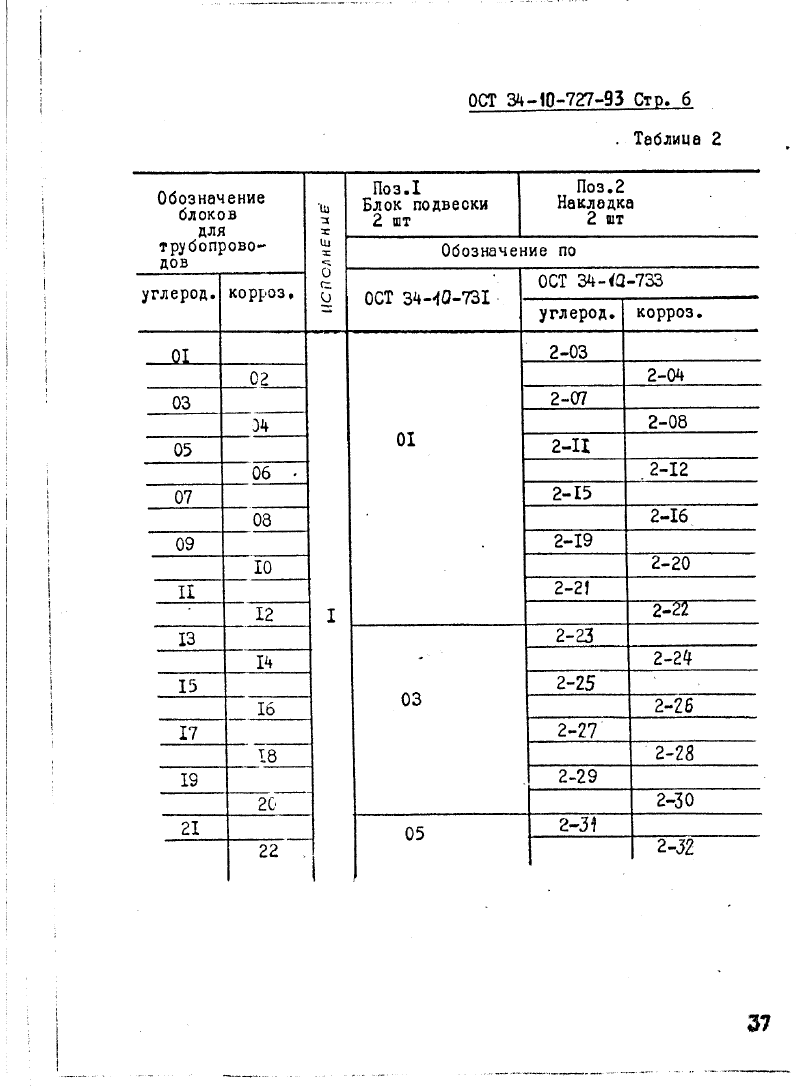 ОСТ 34-10-727-93 Стр. 6
Таблица 2
Обозначение
блоков
для
трубопрово-
дов
ИСПОЛНЕНИЕ
Поз.I
Блок подвески
2 шт
Поз.2
Накладка
2 шт
Обозначение по
углерод. корроз.
ОСТ 34-10-73I
ОСТ 34-10-733
углерод. корроз.
0I 2-03
02 2-04
03 2-07
04 2-08
0I
05 2-II
06 2-I2
07 2-I5
08 2-I6
09 2-I9
I0 2-20
II 2-2I
I2 I 2-22
I3 2-23
I4 2-24
I5 2-25
03
I6 2-26
I7 2-27
I8 2-28
I9 2-29
20 2-30
2I 05 2-3I
22 2-32
37